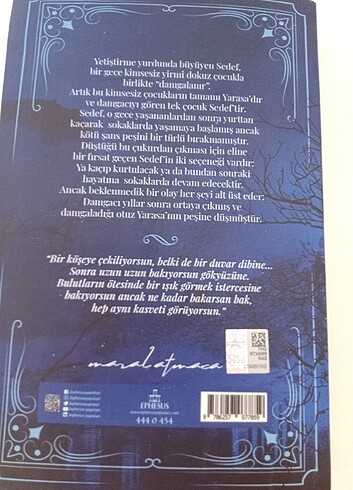 Yetiştirme yurdunda büyüyen Sedef,
bir gece kimsesiz yirmi dokuz çocukla
birlikte “damgalanır”.
Artık bu kimsesiz çocukların tamamı Yarasa’dır
ve damgacıyı gören tek çocuk Sedef’tir.
Sedef, o gece yaşananlardan sonra yurttan
kaçarak sokaklarda yaşamaya başlamış ancak
kötü şans peşini bir türlü bırakmamıştır.
Düştüğü bu çukurdan çıkması için eline
bir fırsat geçen Sedef’in iki seçeneği vardır:
Ya kaçıp kurtulacak ya da bundan sonraki
hayatına sokaklarda devam edecektir.
Ancak beklenmedik bir olay her şeyi alt üst eder:
Damgacı yıllar sonra ortaya çıkmış ve
damgaladığı otuz Yarasa’nın peşine düşmüştür.
“Bir köşeye çekiliyorsun, belki de bir duvar dibine...
Sonra uzun uzun bakıyorsun gökyüzüne.
Bulutların ötesinde bir ışık görmek istercesine
bakıyorsun ancak ne kadar bakarsan bak,
hep aynı kasveti görüyorsun.”
maral atmaca
EPHESUS
444 0 454
9 786257 077859